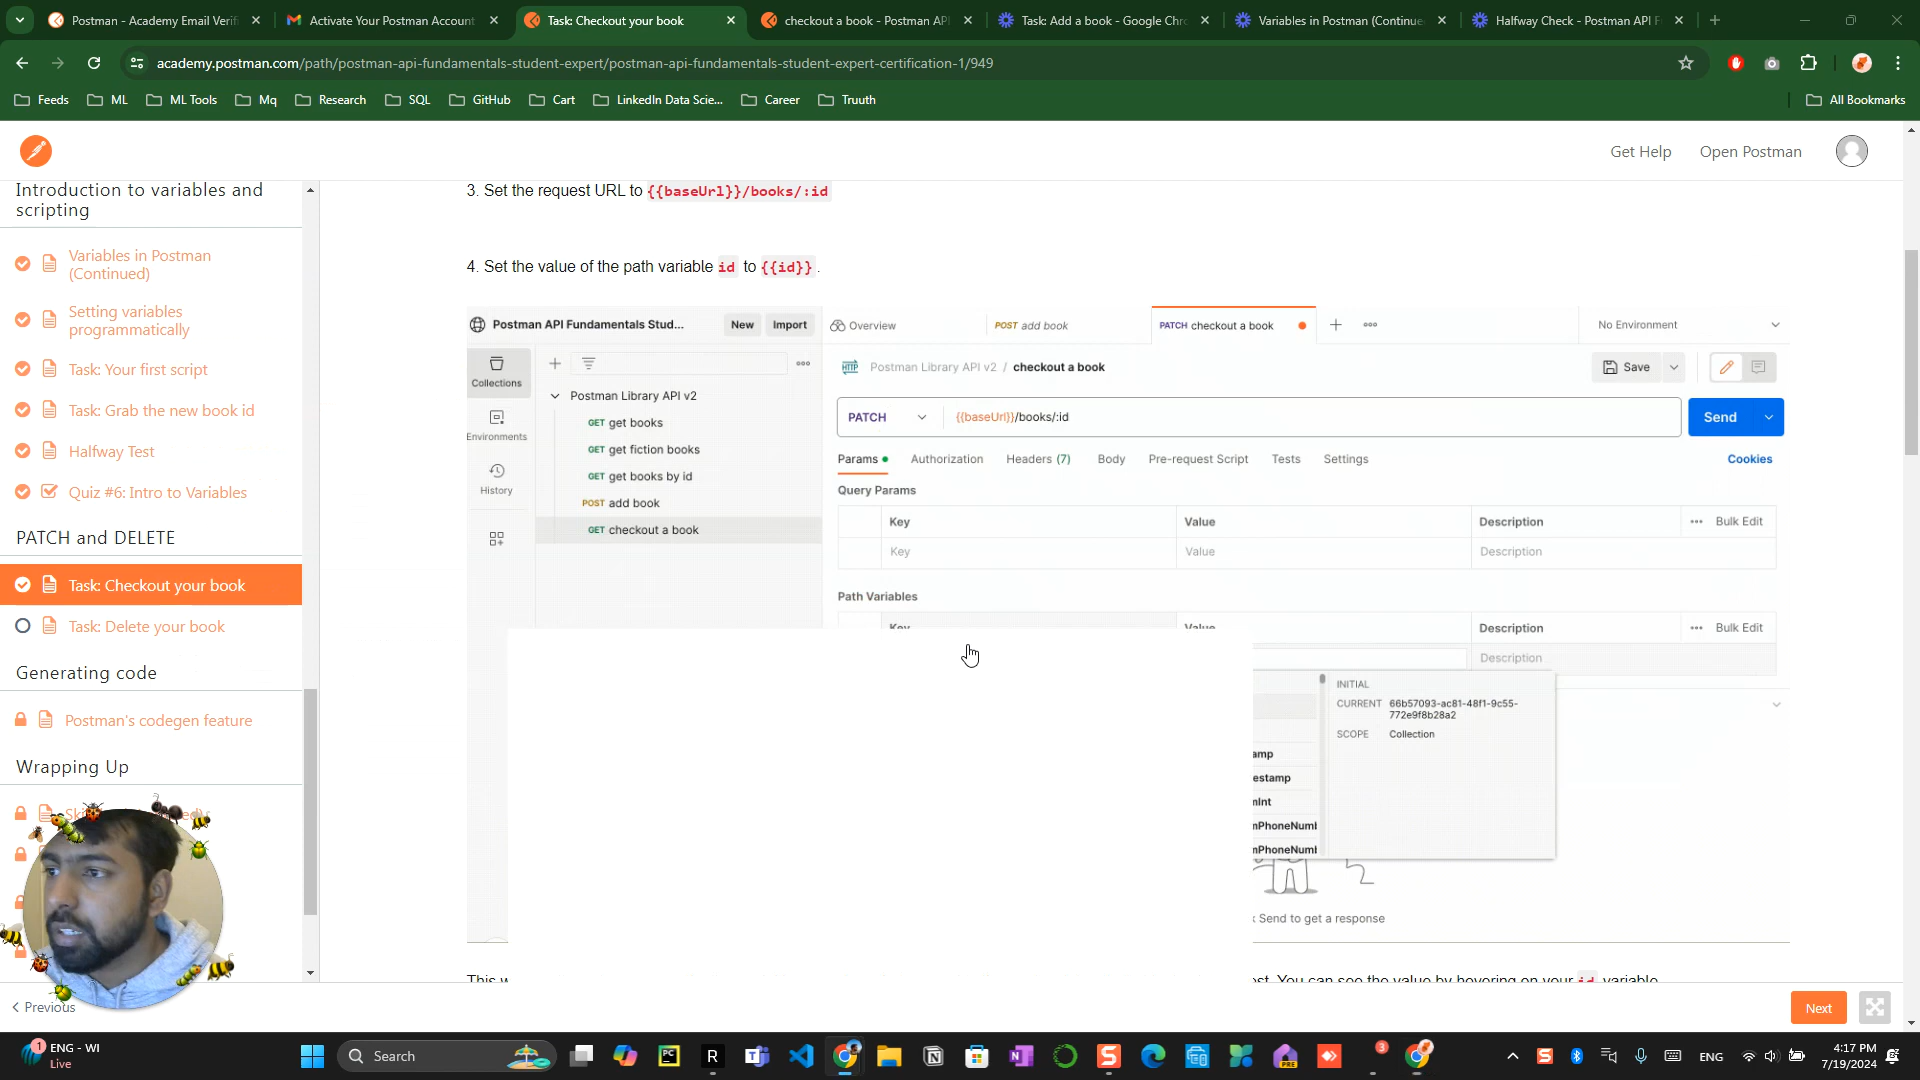 Postman - Academy Email Verifi
Activate Your Postman Account
Task: Checkout your book
checkout a book - Postman API
Task: Add a book - Google Chro
Variables in Postman (Continue
Halfway Check - Postman API F
academy.postman.com/path/postman-api-fundamentals-student-expert/postman-api-fundamentals-student-expert-certification-1/949
Feeds
ML
ML Tools
Mq
Research
SQL
GitHub
Cart
LinkedIn Data Scie...
Career
Truuth
All Bookmarks
Get Help
Open Postman
Introduction to variables and
scripting
Variables in Postman
(Continued)
Setting variables
programmatically
Task: Your first script
Task: Grab the new book id
Halfway Test
Quiz #6: Intro to Variables
PATCH and DELETE
Task: Checkout your book
Task: Delete your book
Generating code
Postman's codegen feature
Wrapping Up
< Previous
3. Set the request URL to {{baseUrl}}/books/:id
4. Set the value of the path variable id to {{id}}.
Postman API Fundamentals Stud...
New
Import
Overview
POST add book
PATCH checkout a book
No Environment
Collections
Environments
History
Postman Library API v2
GET get books
GET get fiction books
GET get books by id
POST add book
GET checkout a book
HTTP
Postman Library API v2 / checkout a book
Save
PATCH
{{baseUrl}}/books/:id
Send
Params
Authorization
Headers (7)
Body
Pre-request Script
Tests
Settings
Cookies
Query Params
Key
Value
Description
Bulk Edit
Key
Value
Description
Path Variables
Key
Value
Description
Bulk Edit
Description
INITIAL
CURRENT 66b57093-ac81-48f1-9c55-
772e9f8b28a2
SCOPE Collection
amp
estamp
mInt
mPhoneNuml
mPhoneNuml
Send to get a response
You can see the value by hovering on your id variable
Next
1
ENG - WI
Live
Search
PRE
3
ENG
4:17 PM
7/19/2024